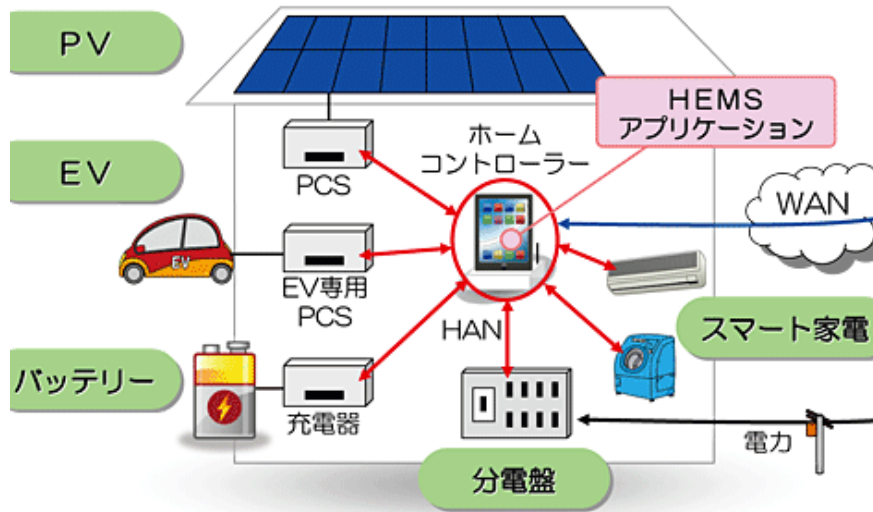 PV
HEMS
アプリケーション
ホーム
コントローラー
PCS
EV
WAN
EV
EV専用
PCS
HAN
スマート家電
バッテリー
充電器
電力
分電盤